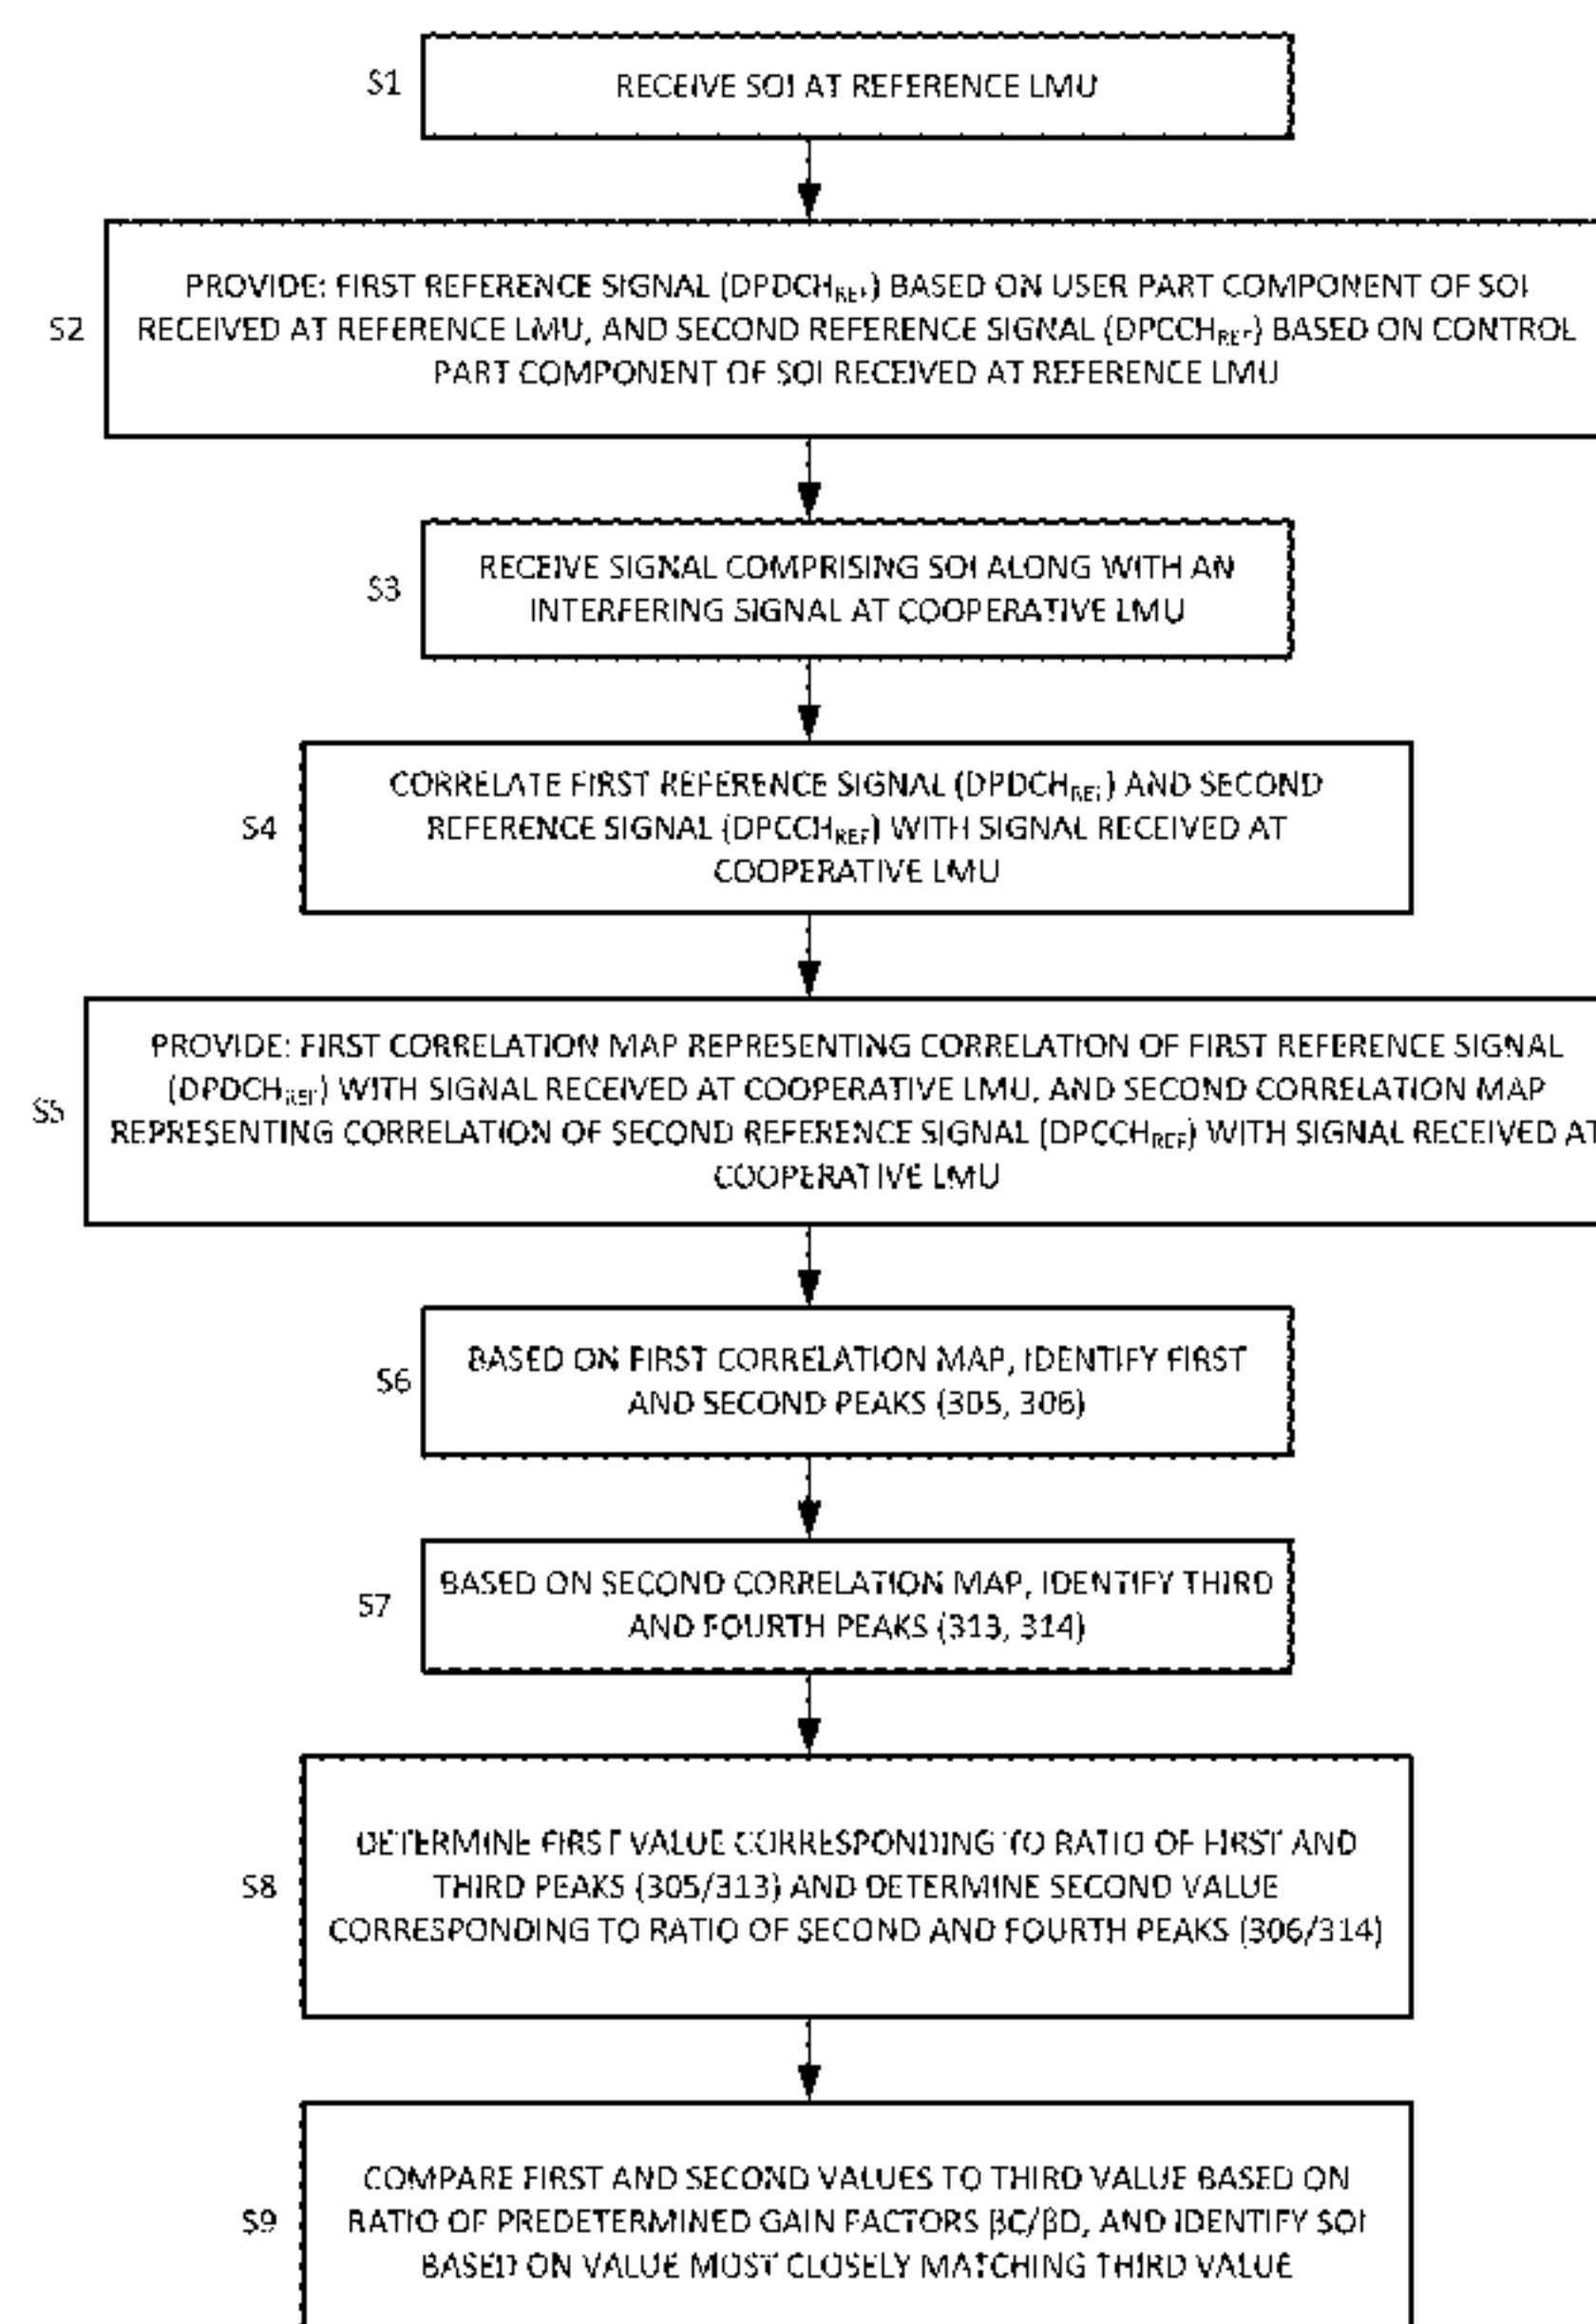 S1
RECEIVE SOI AT REFERENCE LMU
S2
PROVIDE: FIRST REFERENCE SIGNAL (DPDCHREF) BASED ON USER PART COMPONENT OF SOI
RECEIVED AT REFERENCE LMU, AND SECOND REFERENCE SIGNAL (DPCCHREF) BASED ON CONTROL
PART COMPONENT OF SOI RECEIVED AT REFERENCE LMU
S3
RECEIVE SIGNAL COMPRISING SOI ALONG WITH AN
INTERFERING SIGNAL AT COOPERATIVE LMU
S4
CORRELATE FIRST REFERENCE SIGNAL (DPDCHREF) AND SECOND
REFERENCE SIGNAL (DPCCHREF) WITH SIGNAL RECEIVED AT
COOPERATIVE LMU
S5
PROVIDE: FIRST CORRELATION MAP REPRESENTING CORRELATION OF FIRST REFERENCE SIGNAL
(DPDCHREF) WITH SIGNAL RECEIVED AT COOPERATIVE LMU, AND SECOND CORRELATION MAP
REPRESENTING CORRELATION OF SECOND REFERENCE SIGNAL (DPCCHREF) WITH SIGNAL RECEIVED AT
COOPERATIVE LMU
S6
BASED ON FIRST CORRELATION MAP, IDENTIFY FIRST
AND SECOND PEAKS (305, 306)
S7
BASED ON SECOND CORRELATION MAP, IDENTIFY THIRD
AND FOURTH PEAKS (313, 314)
S8
DETERMINE FIRST VALUE CORRESPONDING TO RATIO OF FIRST AND
THIRD PEAKS (305/313) AND DETERMINE SECOND VALUE
CORRESPONDING TO RATIO OF SECOND AND FOURTH PEAKS (306/314)
S9
COMPARE FIRST AND SECOND VALUES TO THIRD VALUE BASED ON
RATIO OF PREDETERMINED GAIN FACTORS βC/βD, AND IDENTIFY SOI
BASED ON VALUE MOST CLOSELY MATCHING THIRD VALUE